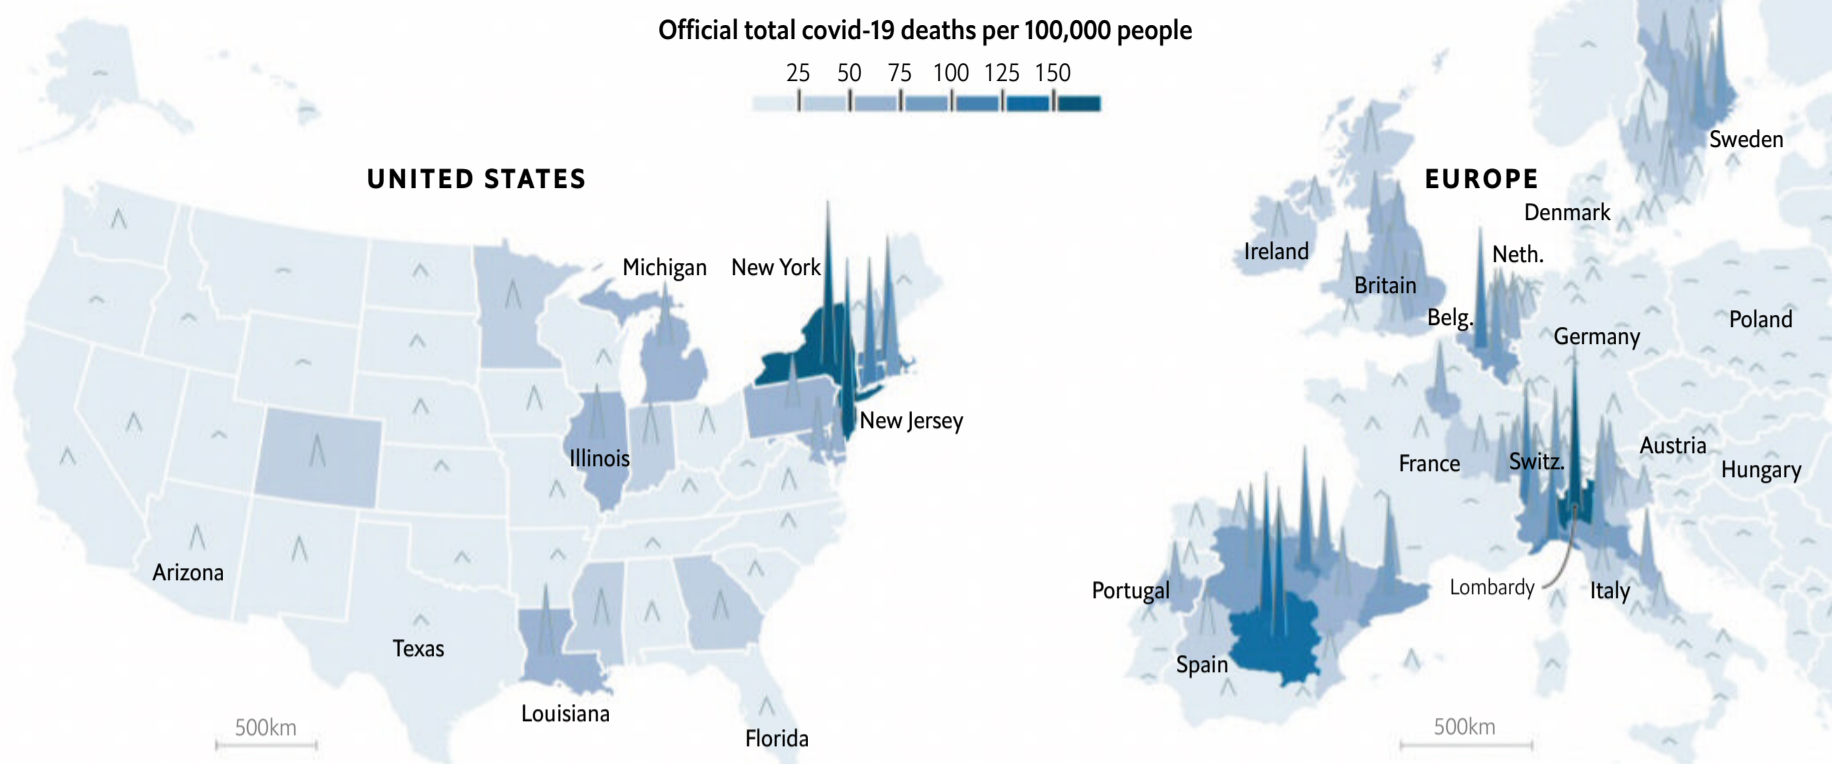 Official total covid-19 deaths per 100,000 people
25 50 75 100 125 150
UNITED STATES
Michigan
New York
New Jersey
Illinois
Arizona
Texas
Louisiana
Florida
500km
EUROPE
Sweden
Denmark
Ireland
Neth.
Britain
Belg.
Germany
Poland
Austria
France
Switz.
Hungary
Portugal
Lombardy
Italy
Spain
500km